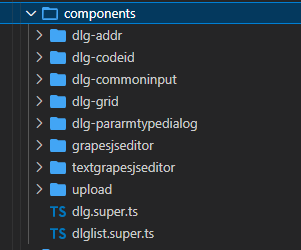 components
dlg-addr
dlg-codeid
dlg-commoninput
dlg-grid
dlg-pararmtypedialog
grapesjseditor
textgrapesjseditor
upload
TS dlg.super.ts
TS dlglist.super.ts